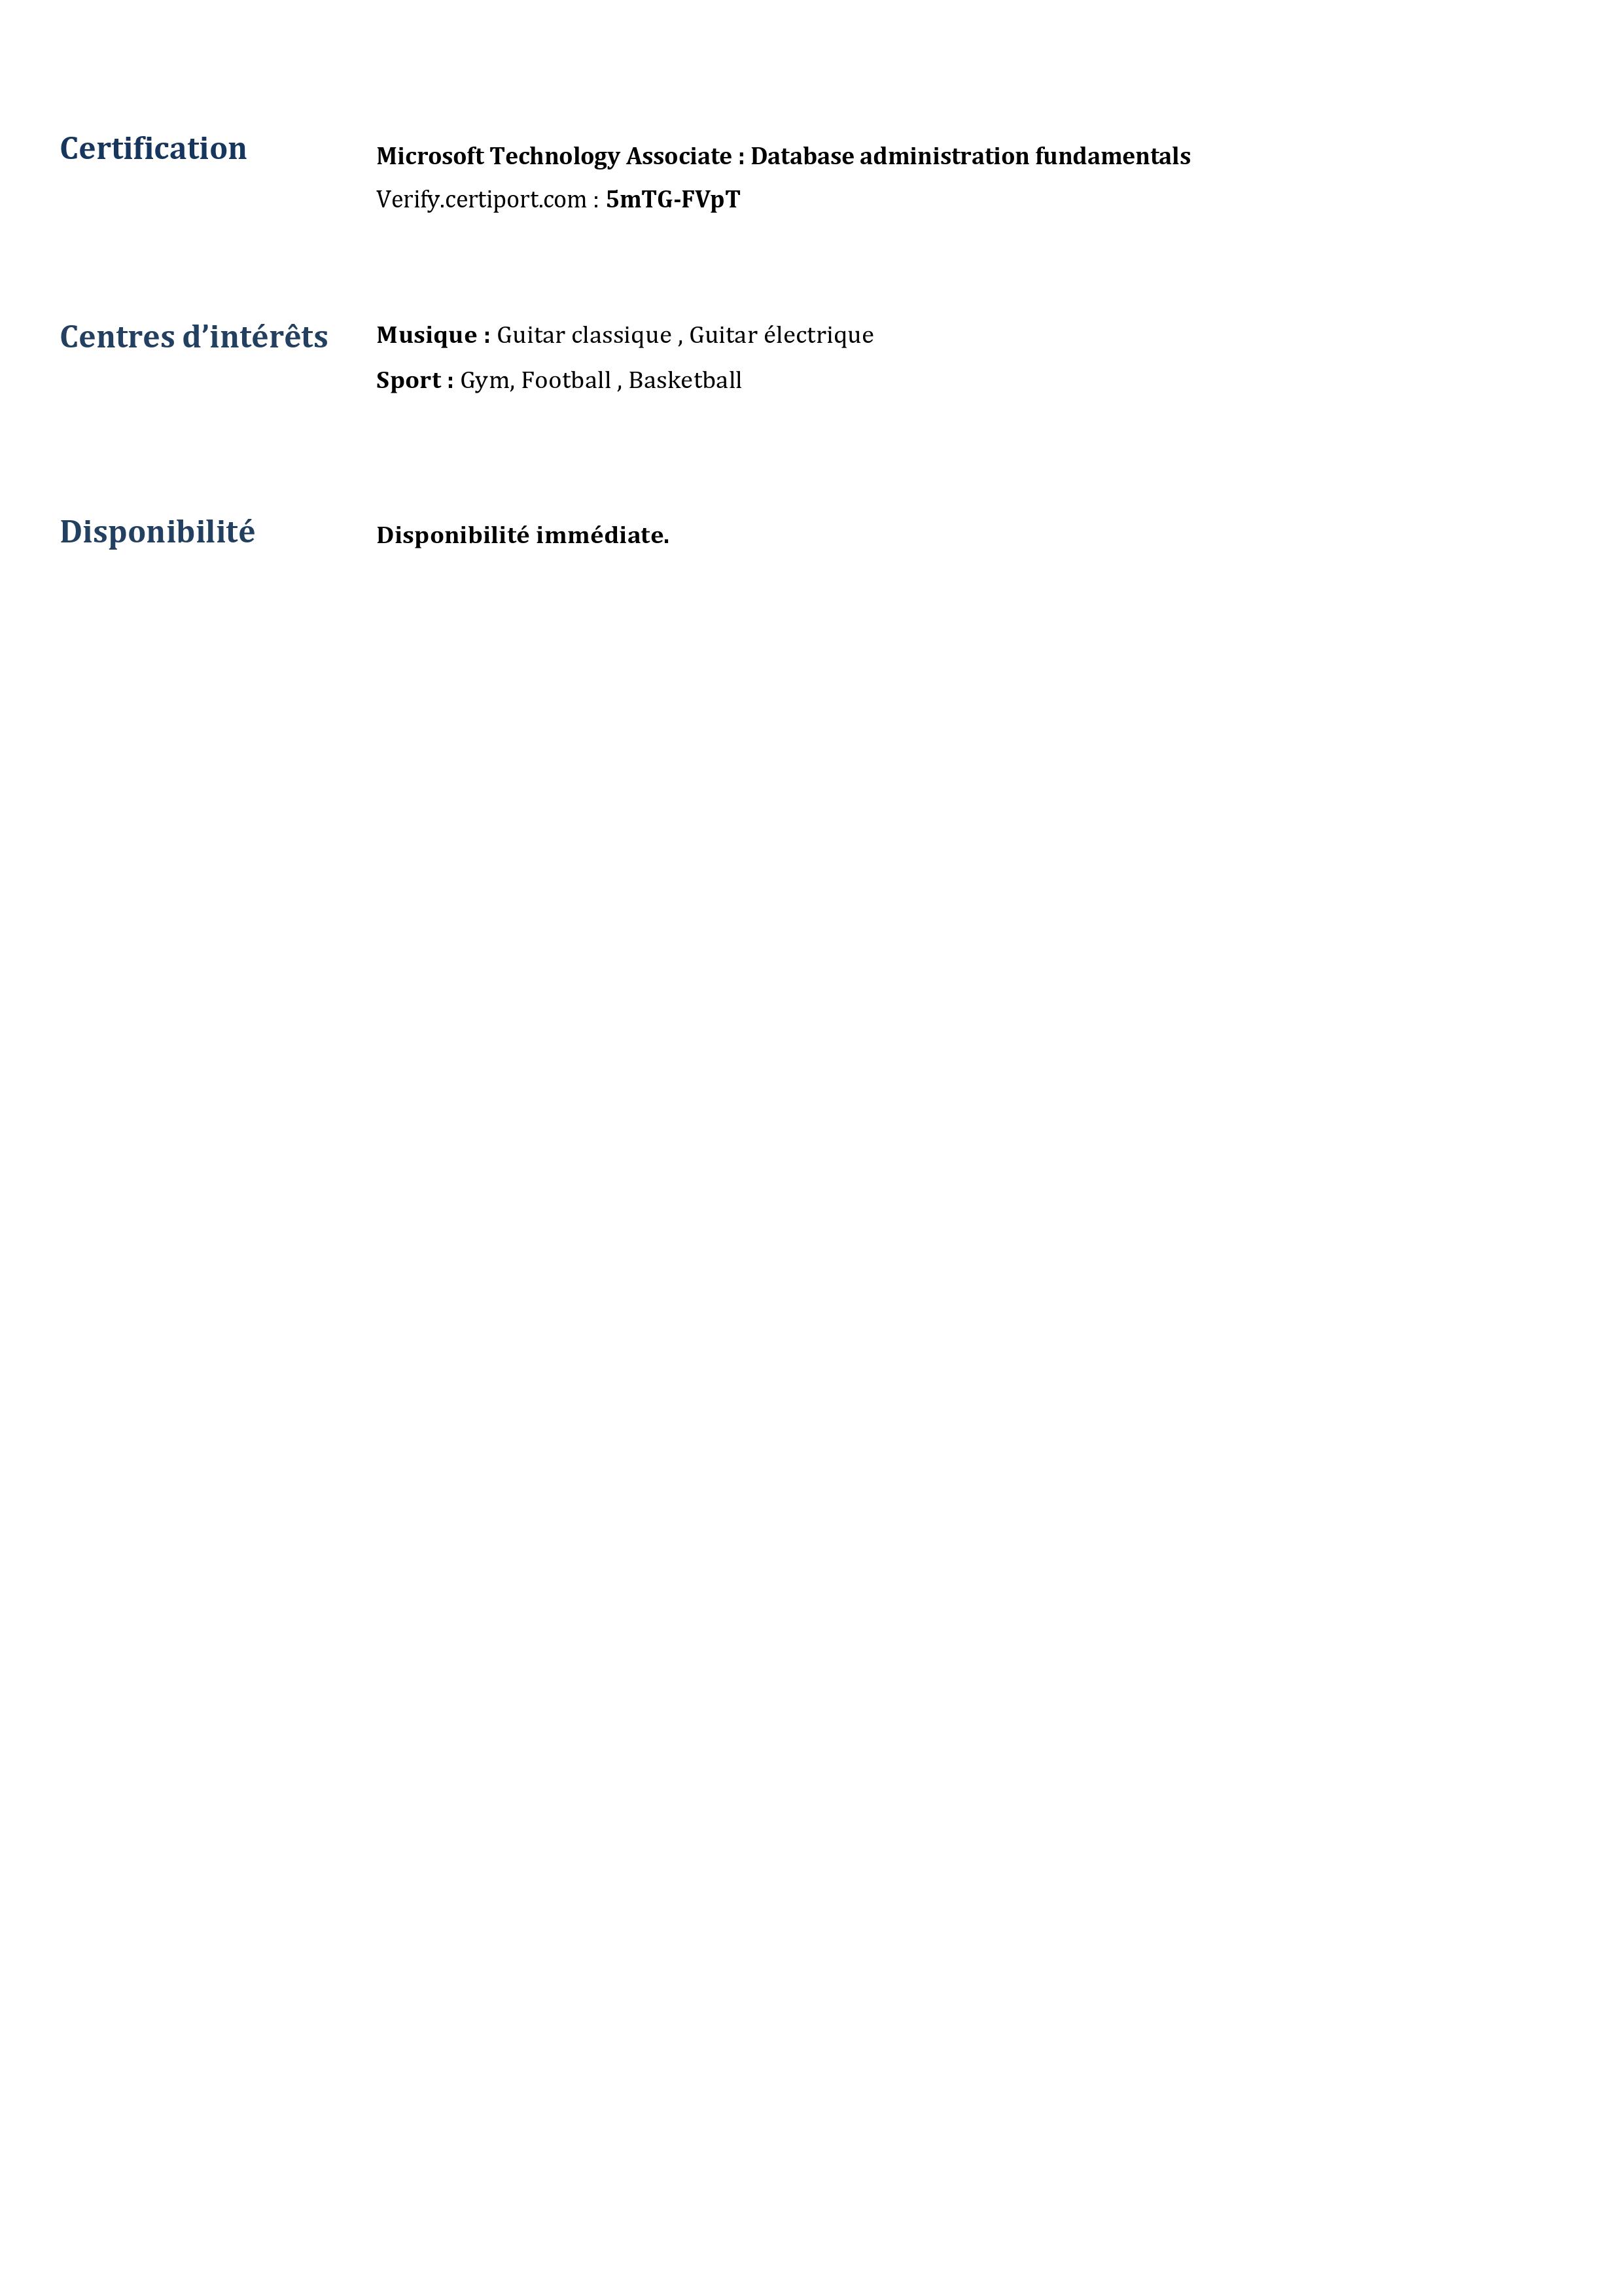 Certification
Microsoft Technology Associate : Database administration fundamentals
Verify.certiport.com : 5mTG-FVpT
Centres d’intérêts
Musique : Guitar classique , Guitar électrique
Sport : Gym, Football , Basketball
Disponibilité
Disponibilité immédiate.